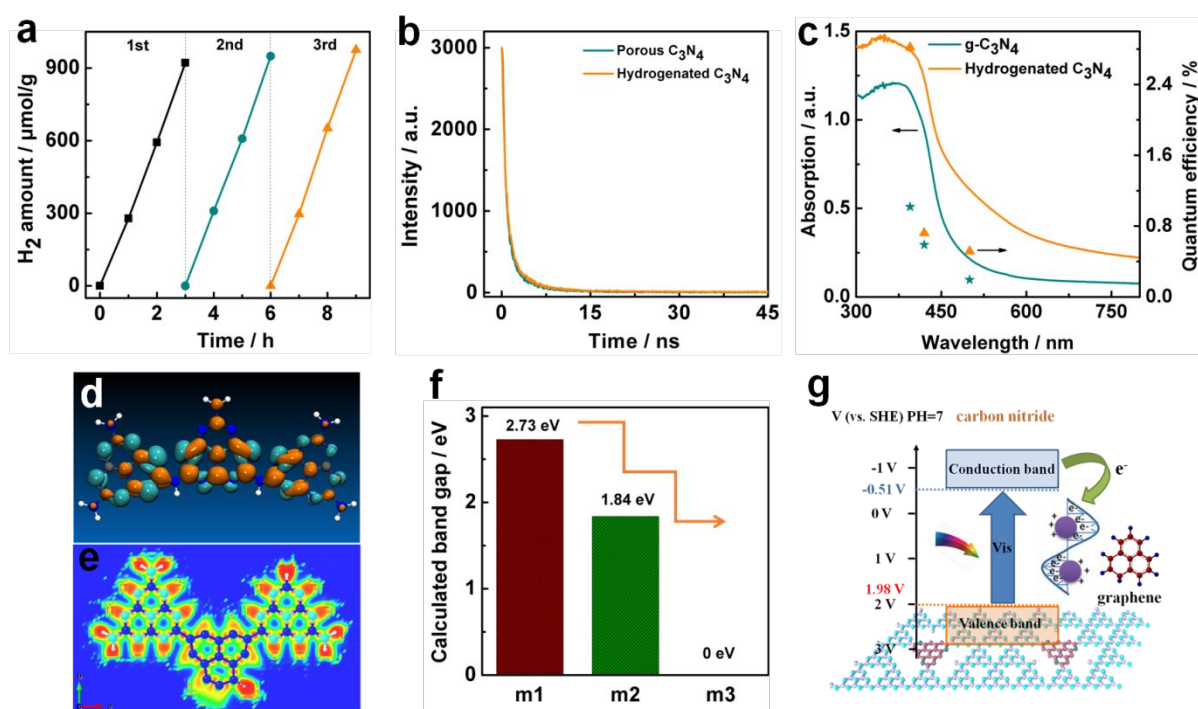 a
1st 2nd 3rd
900
600
300
0
H2 amount / μmol/g
0 2 4 6 8
Time / h
b
3000
2000
1000
0
Intensity / a.u.
Porous C3N4
Hydrogenated C3N4
0 15 30 45
Time / ns
c
1.5
1.0
0.5
0.0
Absorption / a.u.
g-C3N4
Hydrogenated C3N4
2.4
1.6
0.8
0.0
Quantum efficiency / %
300 450 600 750
Wavelength / nm
d
e
f
3
2
1
0
Calculated band gap / eV
2.73 eV
1.84 eV
0 eV
m1 m2 m3
g
V (vs. SHE) PH=7 carbon nitride
-1 V
Conduction band
e-
-0.51 V
0 V
+ e- +
+ e- +
e-
Vis
1 V
e- +
e- +
e-
graphene
1.98 V
2 V
Valence band
3 V